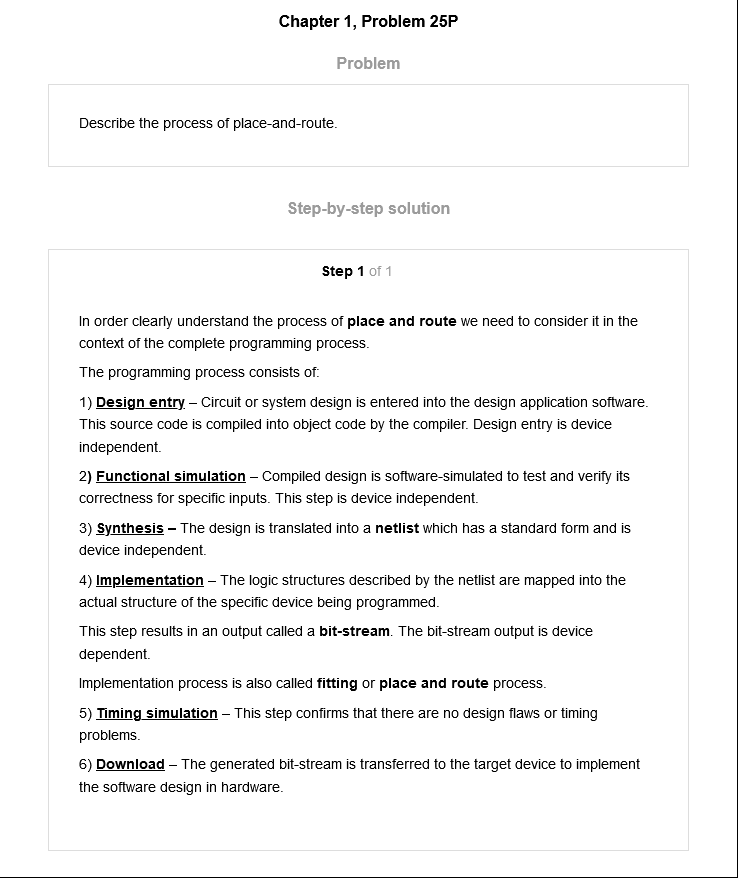 Chapter 1, Problem 25P
Problem
Describe the process of place-and-route.
Step-by-step solution
Step 1 of 1
In order clearly understand the process of place and route we need to consider it in the
context of the complete programming process.
The programming process consists of:
1) Design entry – Circuit or system design is entered into the design application software.
This source code is compiled into object code by the compiler. Design entry is device
independent.
2) Functional simulation – Compiled design is software-simulated to test and verify its
correctness for specific inputs. This step is device independent.
3) Synthesis – The design is translated into a netlist which has a standard form and is
device independent.
4) Implementation – The logic structures described by the netlist are mapped into the
actual structure of the specific device being programmed.
This step results in an output called a bit-stream. The bit-stream output is device
dependent.
Implementation process is also called fitting or place and route process.
5) Timing simulation – This step confirms that there are no design flaws or timing
problems.
6) Download – The generated bit-stream is transferred to the target device to implement
the software design in hardware.